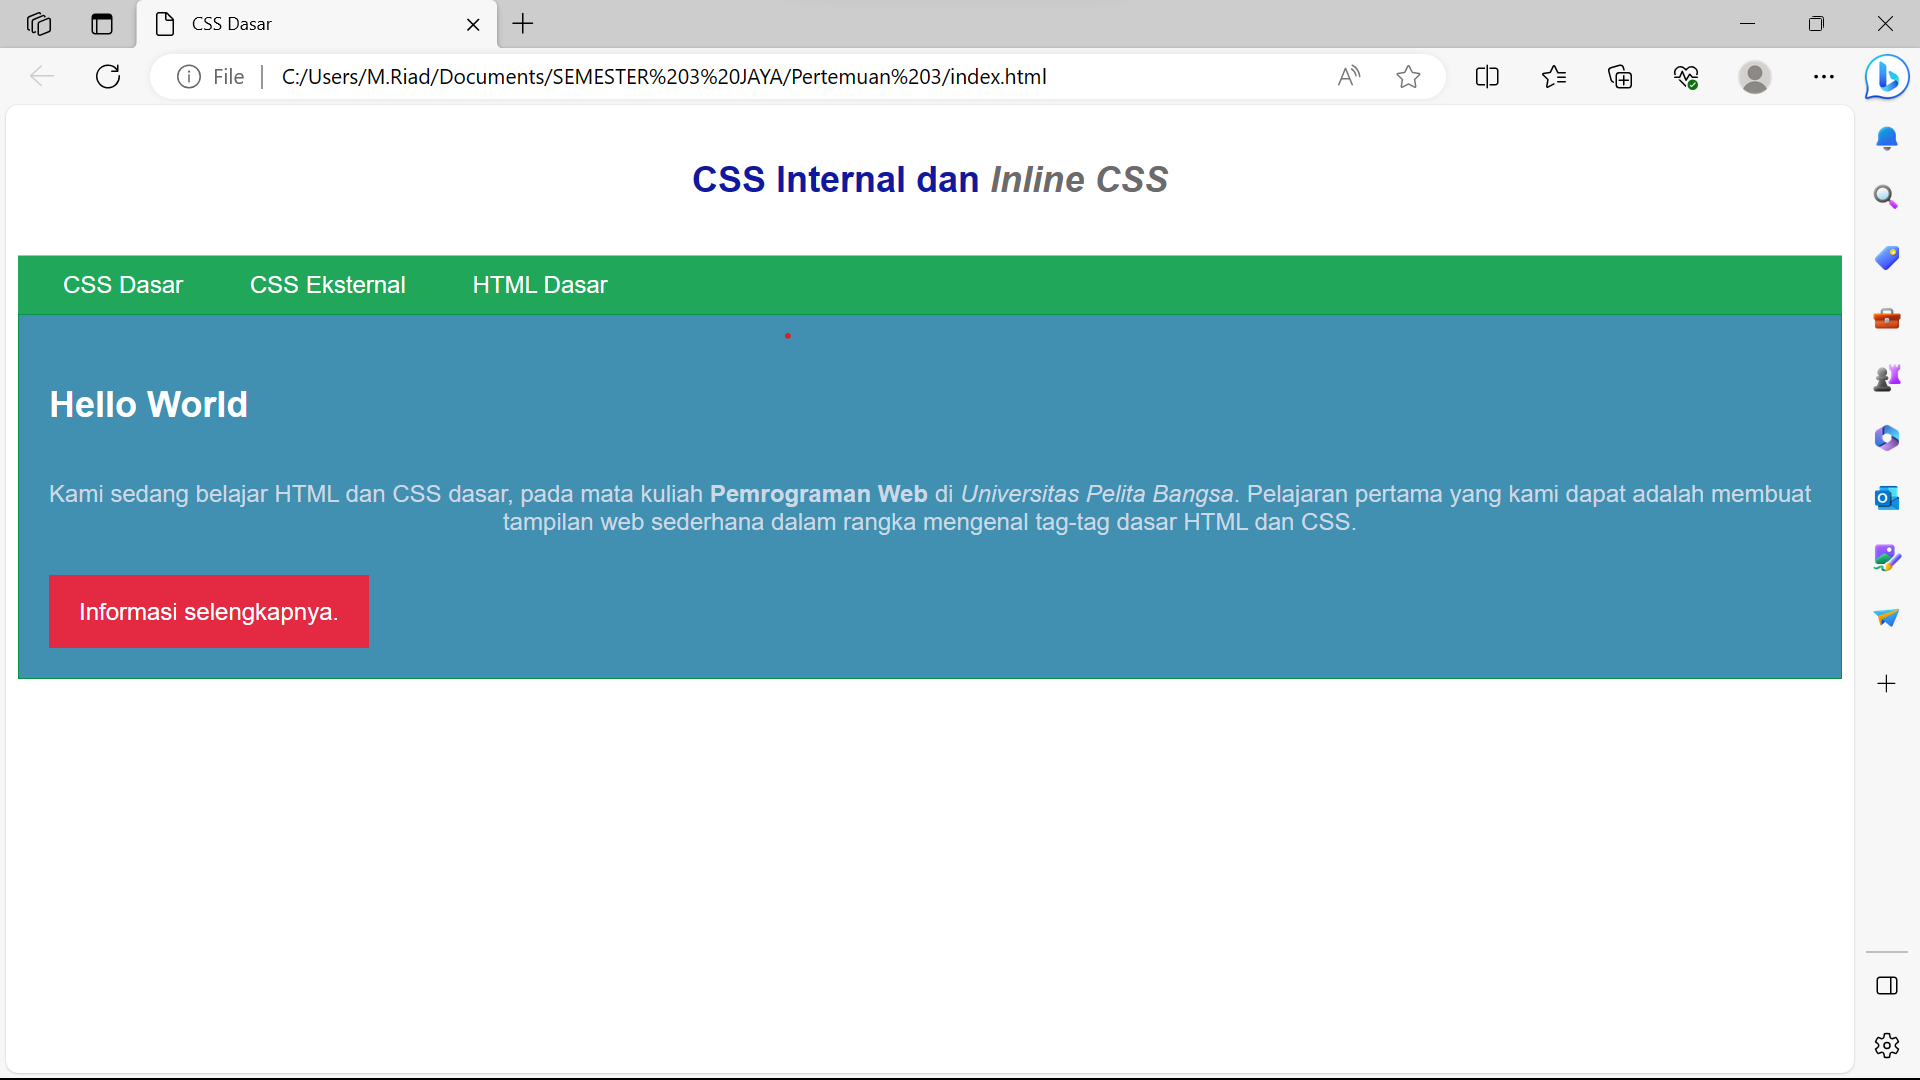 CSS Dasar
File
C:/Users/M.Riad/Documents/SEMESTER%203%20JAYA/Pertemuan%203/index.html
CSS Internal dan Inline CSS
CSS Dasar
CSS Eksternal
HTML Dasar
Hello World
Kami sedang belajar HTML dan CSS dasar, pada mata kuliah Pemrograman Web di Universitas Pelita Bangsa. Pelajaran pertama yang kami dapat adalah membuat
tampilan web sederhana dalam rangka mengenal tag-tag dasar HTML dan CSS.
Informasi selengkapnya.